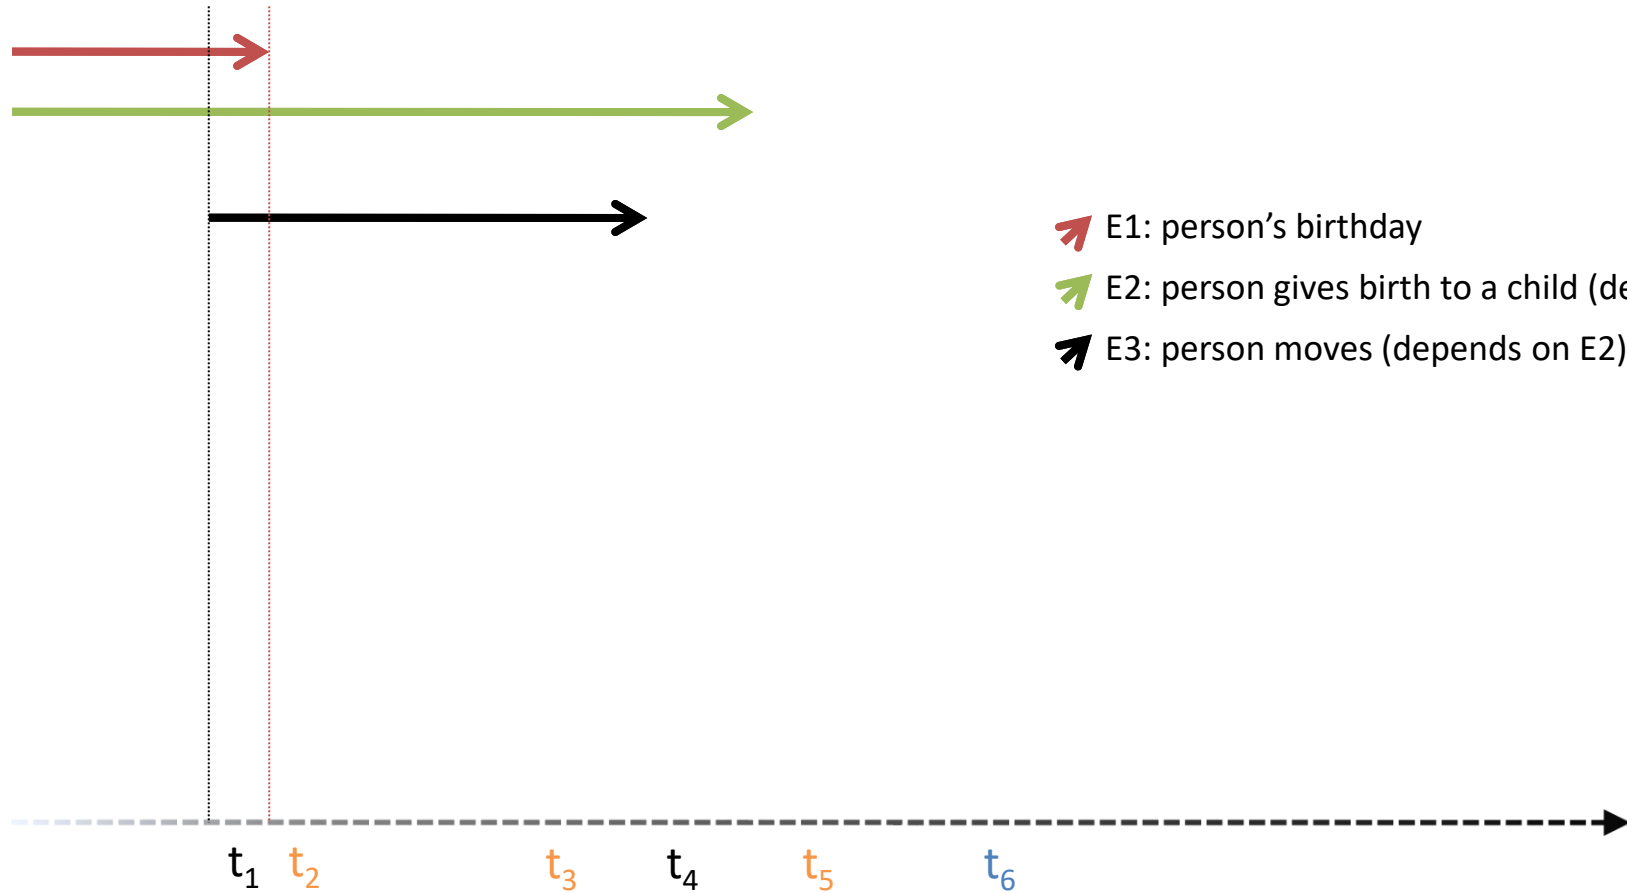 E1: person’s birthday
E2: person gives birth to a child (de
E3: person moves (depends on E2)
t1 t2 t3 t4 t5 t6